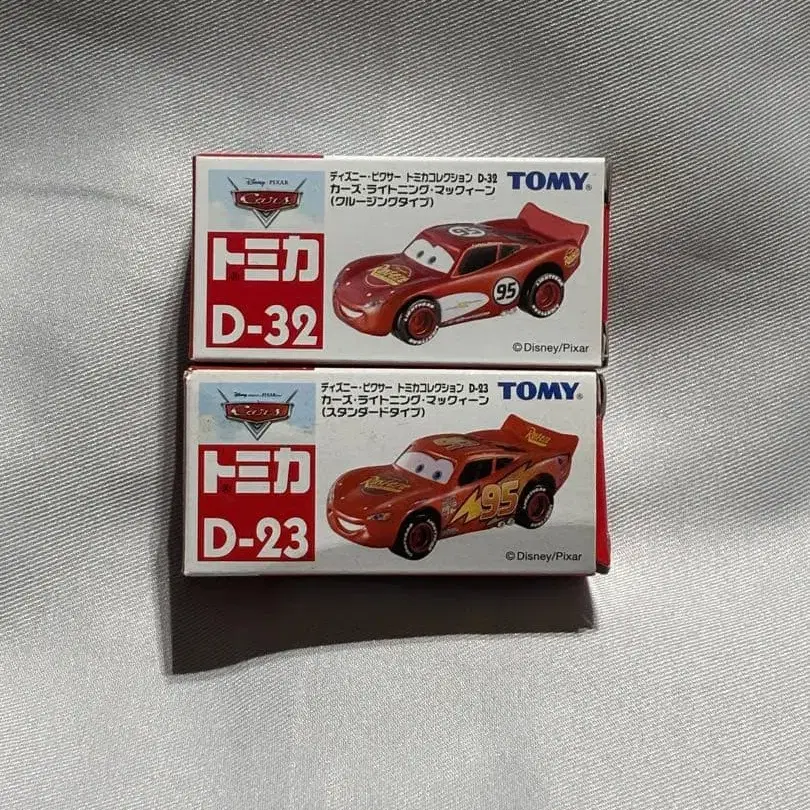 Disney PIXAR
Cars
ディズニー・ピクサー トミカコレクション D-32
カーズ・ライトニング・マックィーン
(クルージングタイプ)
TOMY®
トミカ
D-32
95
©Disney/Pixar
Cars
ディズニー・ピクサー トミカコレクション D-23
カーズ・ライトニング・マックィーン
(スタンダードタイプ)
TOMY®
トミカ
D-23
Rusteze
95
©Disney/Pixar